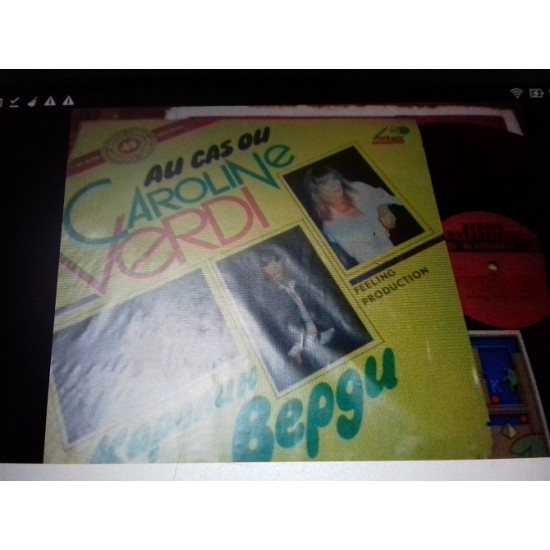 AU CAS OU
CAROLINE
VERDI
FEELING
PRODUCTION
Каролин
Верди